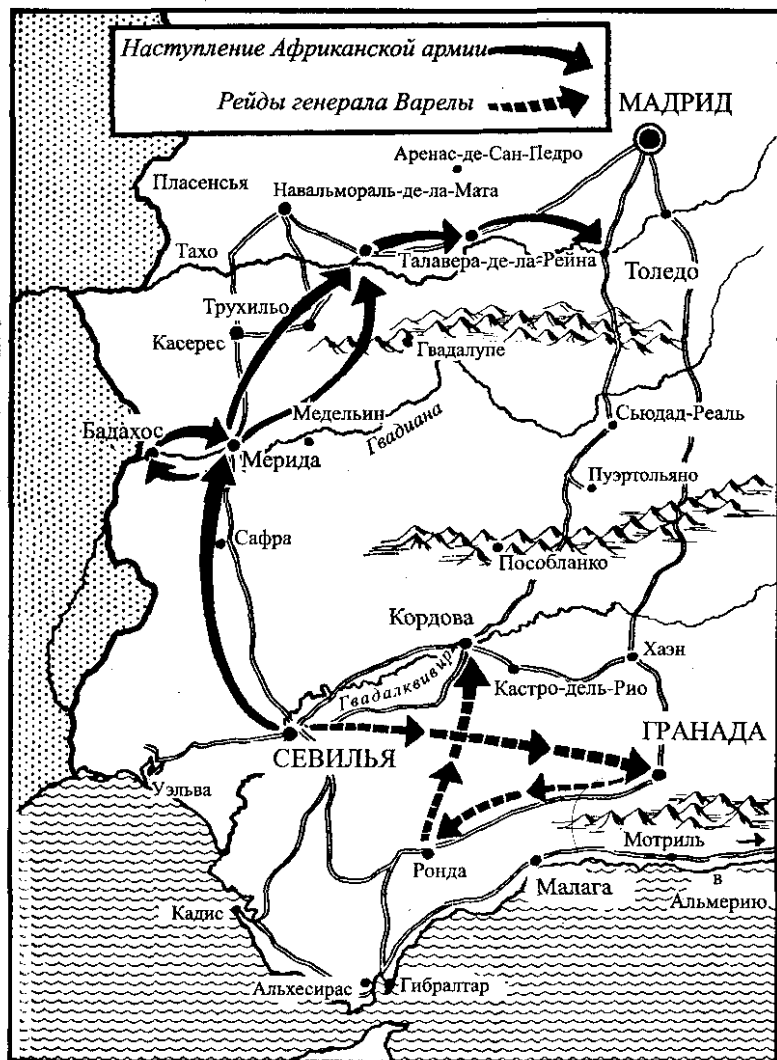 Наступление Африканской армии
Рейды генерала Варелы
МАДРИД
Аренас-де-Сан-Педро
Пласенсья
Навальмораль-де-ла-Мата
Тахо
Талавера-де-ла-Рейна
Толедо
Трухильо
Касерес
Гвадалупе
Медельин
Сьюдад-Реаль
Бадахос
Гвадиана
Мерида
Пуэртольяно
Сафра
Пособланко
Кордова
Хаэн
Гвадалквивир
Кастро-дель-Рио
ГРАНАДА
СЕВИЛЬЯ
Уэльва
Мотриль
Ронда
Малага
в
Альмерию
Кадис
Альхесирас
Гибралтар